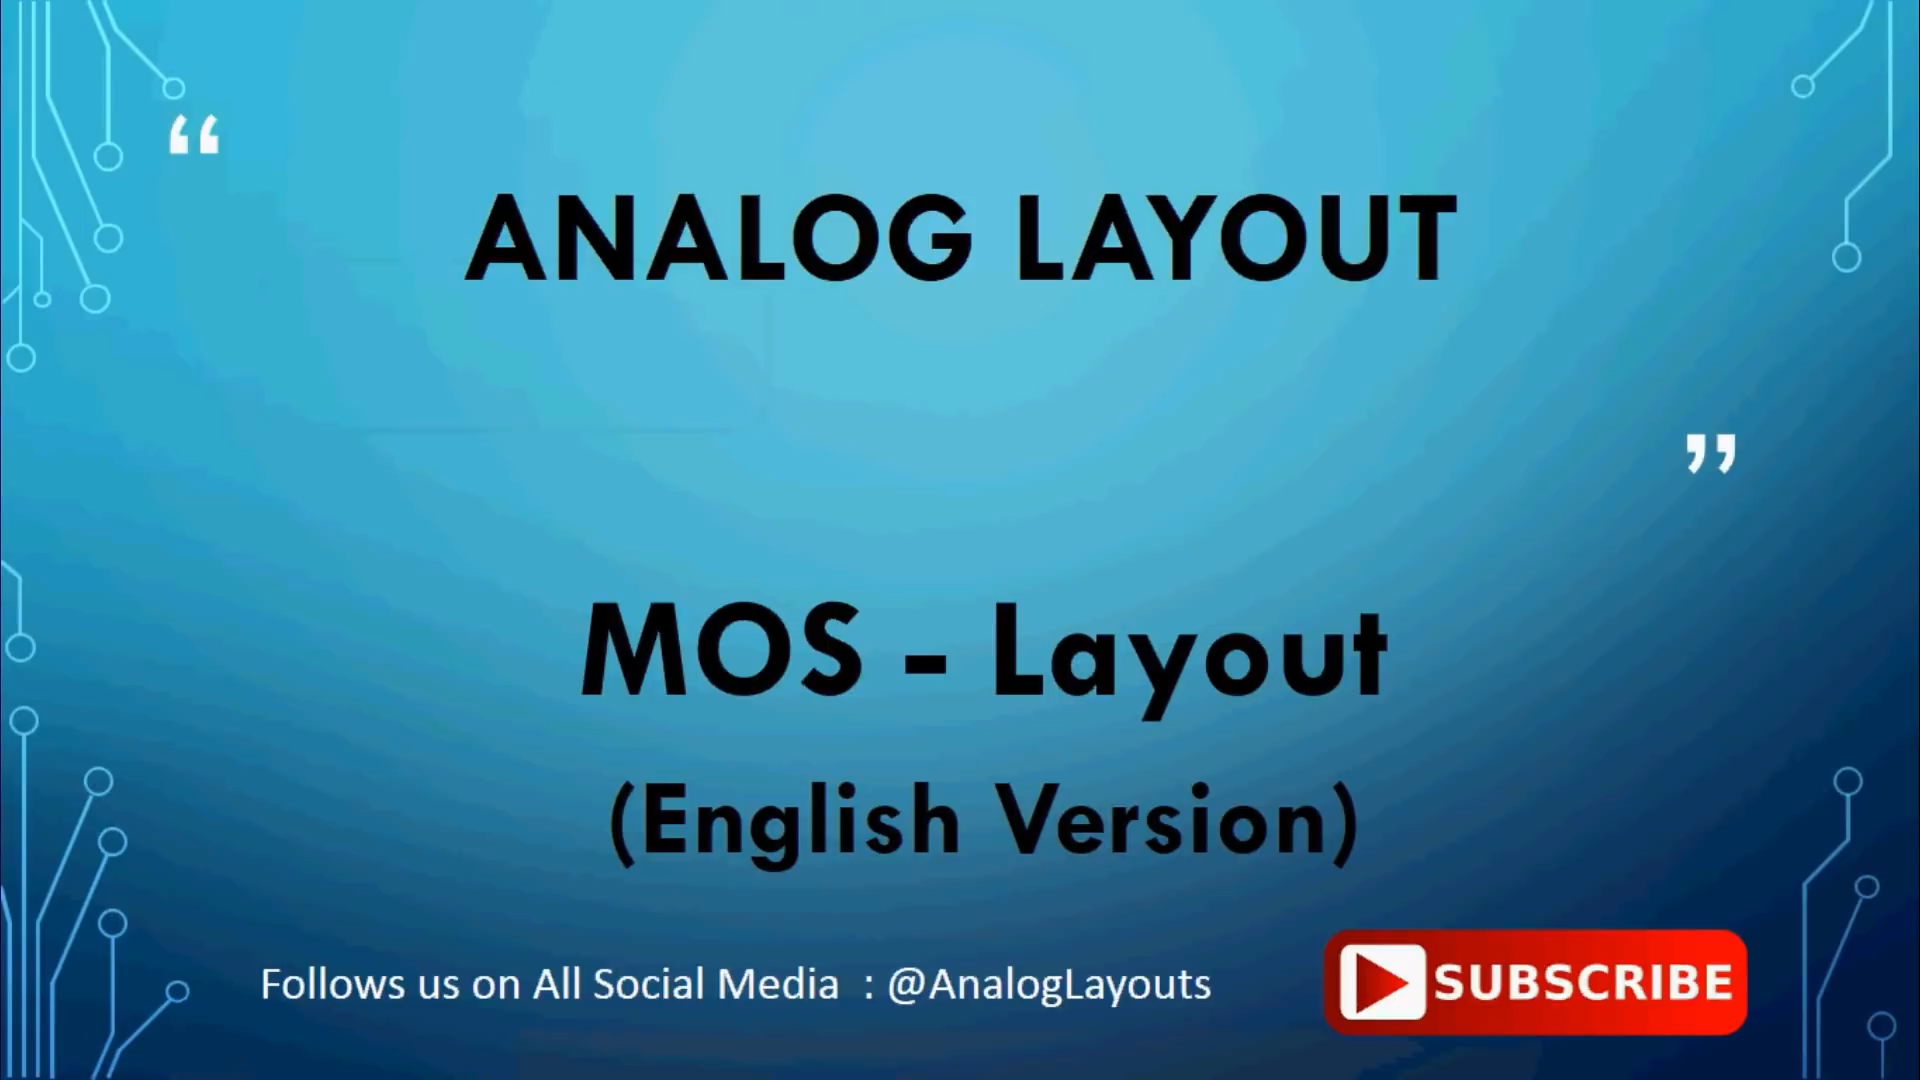 “
ANALOG LAYOUT
”
MOS - Layout
(English Version)
Follows us on All Social Media : @AnalogLayouts
SUBSCRIBE